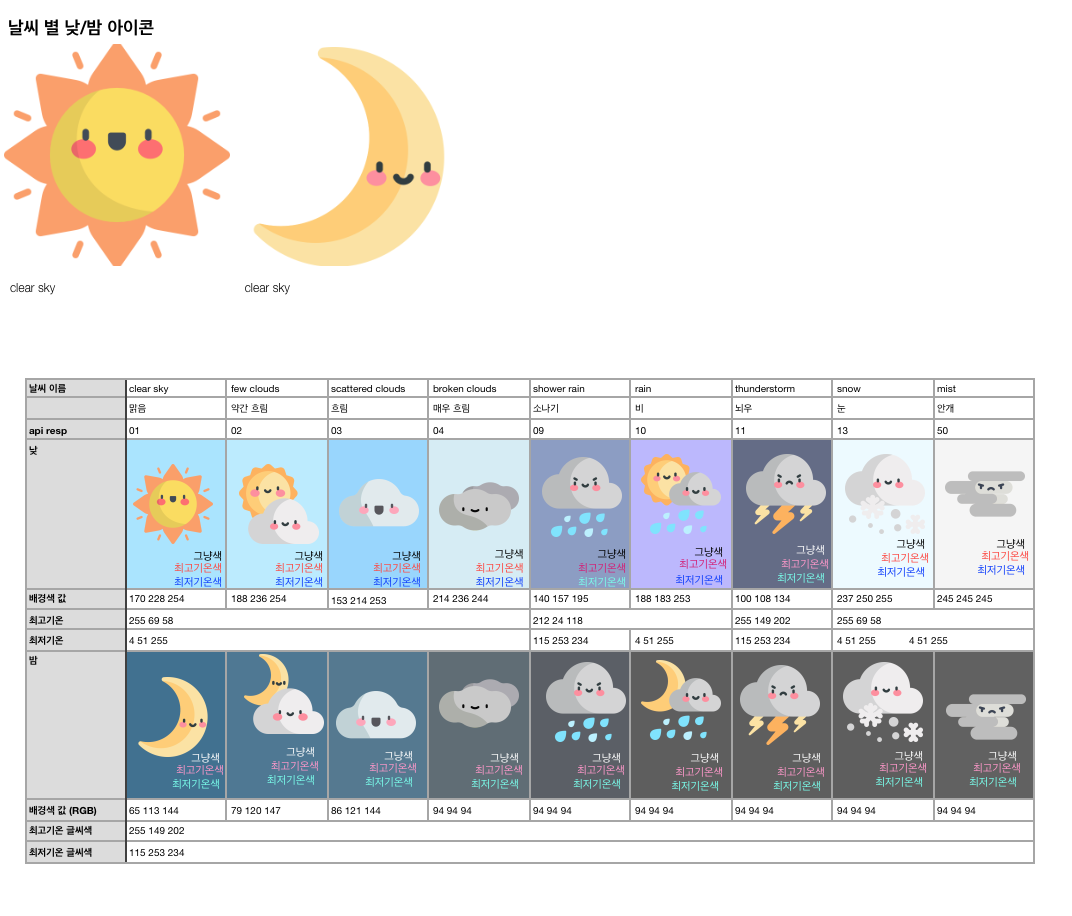 날씨 별 낮/밤 아이콘
clear sky clear sky
날씨 이름 clear sky few clouds scattered clouds broken clouds shower rain rain thunderstorm snow mist
맑음 약간 흐림 흐림 매우 흐림 소나기 비 뇌우 눈 안개
api resp 01 02 03 04 09 10 11 13 50
낮
그냥색 그냥색 그냥색 그냥색 그냥색 그냥색 그냥색 그냥색 그냥색
최고기온색 최고기온색 최고기온색 최고기온색 최고기온색 최고기온색 최고기온색 최고기온색 최고기온색
최저기온색 최저기온색 최저기온색 최저기온색 최저기온색 최저기온색 최저기온색 최저기온색 최저기온색
배경색 값 170 228 254 188 236 254 153 214 253 214 236 244 140 157 195 188 183 253 100 108 134 237 250 255 245 245 245
최고기온 255 69 58 212 24 118 255 149 202 255 69 58
최저기온 4 51 255 115 253 234 4 51 255 115 253 234 4 51 255 4 51 255
밤
그냥색 그냥색 그냥색 그냥색 그냥색 그냥색 그냥색 그냥색 그냥색
최고기온색 최고기온색 최고기온색 최고기온색 최고기온색 최고기온색 최고기온색 최고기온색 최고기온색
최저기온색 최저기온색 최저기온색 최저기온색 최저기온색 최저기온색 최저기온색 최저기온색 최저기온색
배경색 값 (RGB) 65 113 144 79 120 147 86 121 144 94 94 94 94 94 94 94 94 94 94 94 94 94 94 94 94 94 94
최고기온 글씨색 255 149 202
최저기온 글씨색 115 253 234